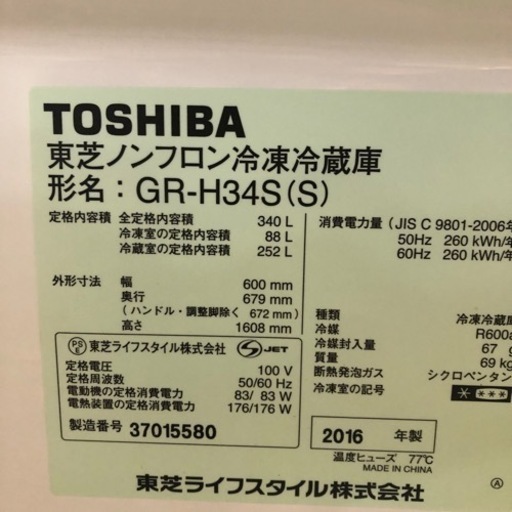 TOSHIBA
東芝ノンフロン冷凍冷蔵庫
形名：GR-H34S(S)
定格内容積 全定格内容積 340 L
冷凍室の定格内容積 88 L
冷蔵室の定格内容積 252 L
外形寸法 幅 600 mm
奥行 679 mm
(ハンドル・調整脚除く 672 mm)
高さ 1608 mm
PS E 東芝ライフスタイル株式会社 S-JET
定格電圧 100 V
定格周波数 50/60 Hz
電動機の定格消費電力 83/ 83 W
電熱装置の定格消費電力 176/176 W
製造番号 37015580
消費電力量 (JIS C 9801-2006年
50Hz 260 kWh/年
60Hz 260 kWh/年
種類 冷凍冷蔵庫
冷媒 R600a
冷媒封入量 67 g
質量 69 kg
断熱発泡ガス シクロペンタン
冷凍室の記号 * ***
2016 年製
温度ヒューズ 77℃
MADE IN CHINA
東芝ライフスタイル株式会社
Ⓐ